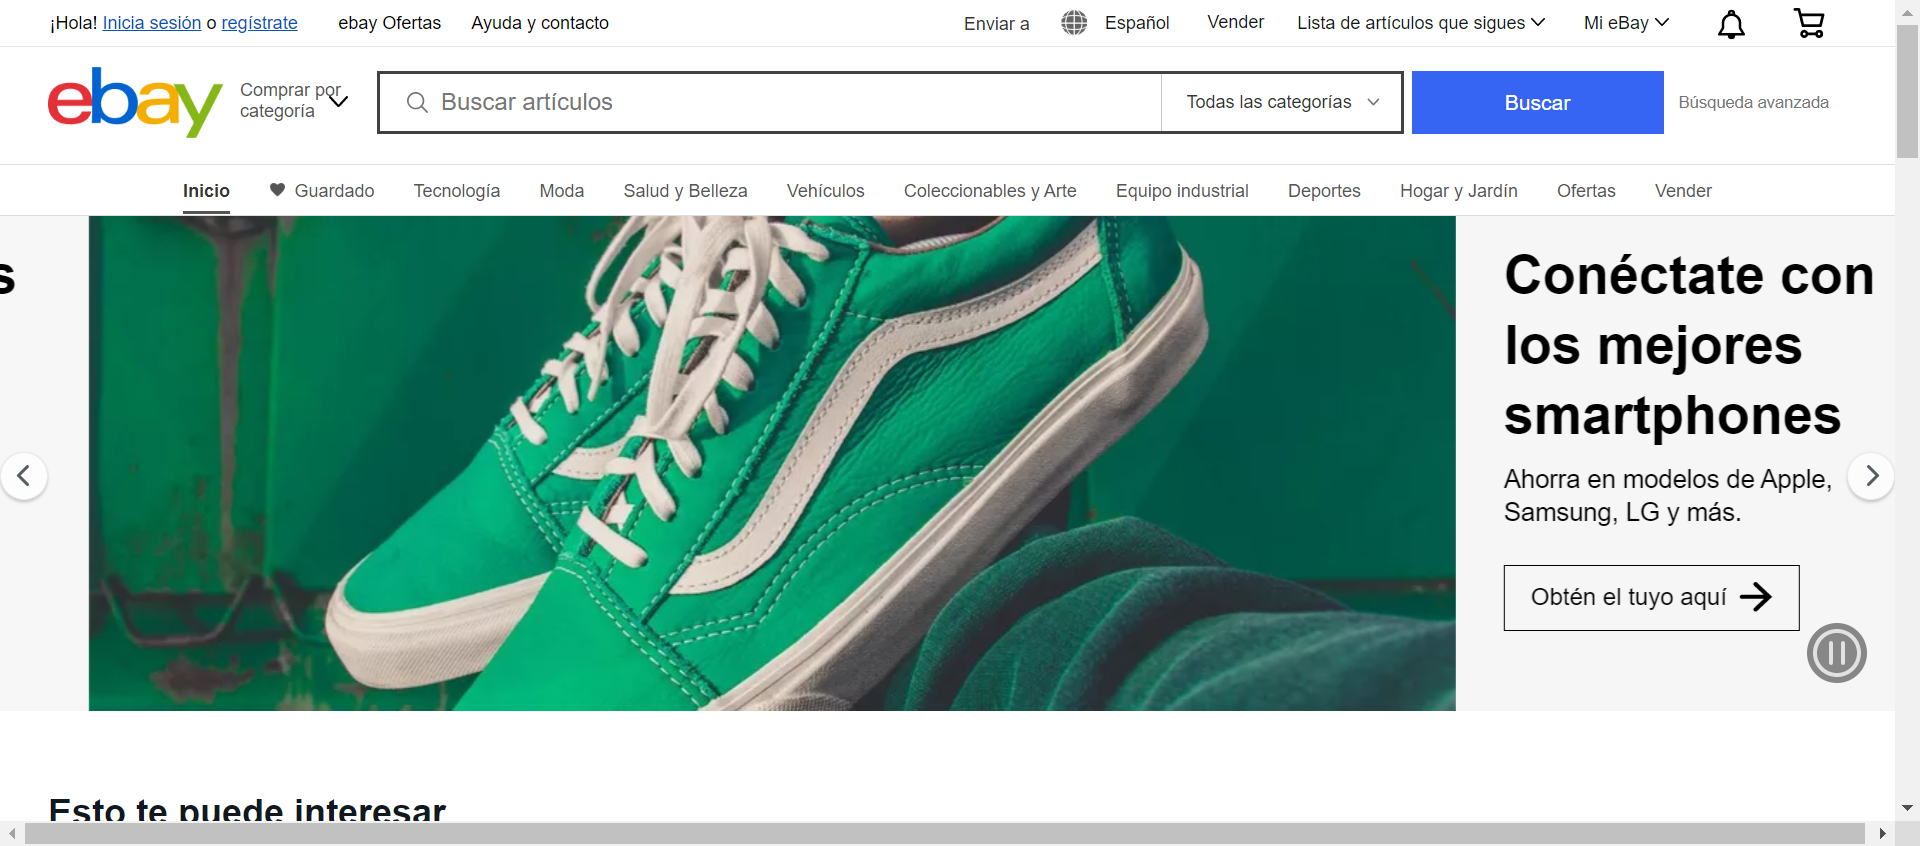 ¡Hola! Inicia sesión o regístrate
ebay Ofertas
Ayuda y contacto
Enviar a
Español
Vender
Lista de artículos que sigues
Mi eBay
ebay
Comprar por
categoría
Buscar artículos
Todas las categorías
Buscar
Búsqueda avanzada
Inicio
Guardado
Tecnología
Moda
Salud y Belleza
Vehículos
Coleccionables y Arte
Equipo industrial
Deportes
Hogar y Jardín
Ofertas
Vender
s
Conéctate con
los mejores
smartphones
Ahorra en modelos de Apple,
Samsung, LG y más.
Obtén el tuyo aquí
Esto te puede interesar